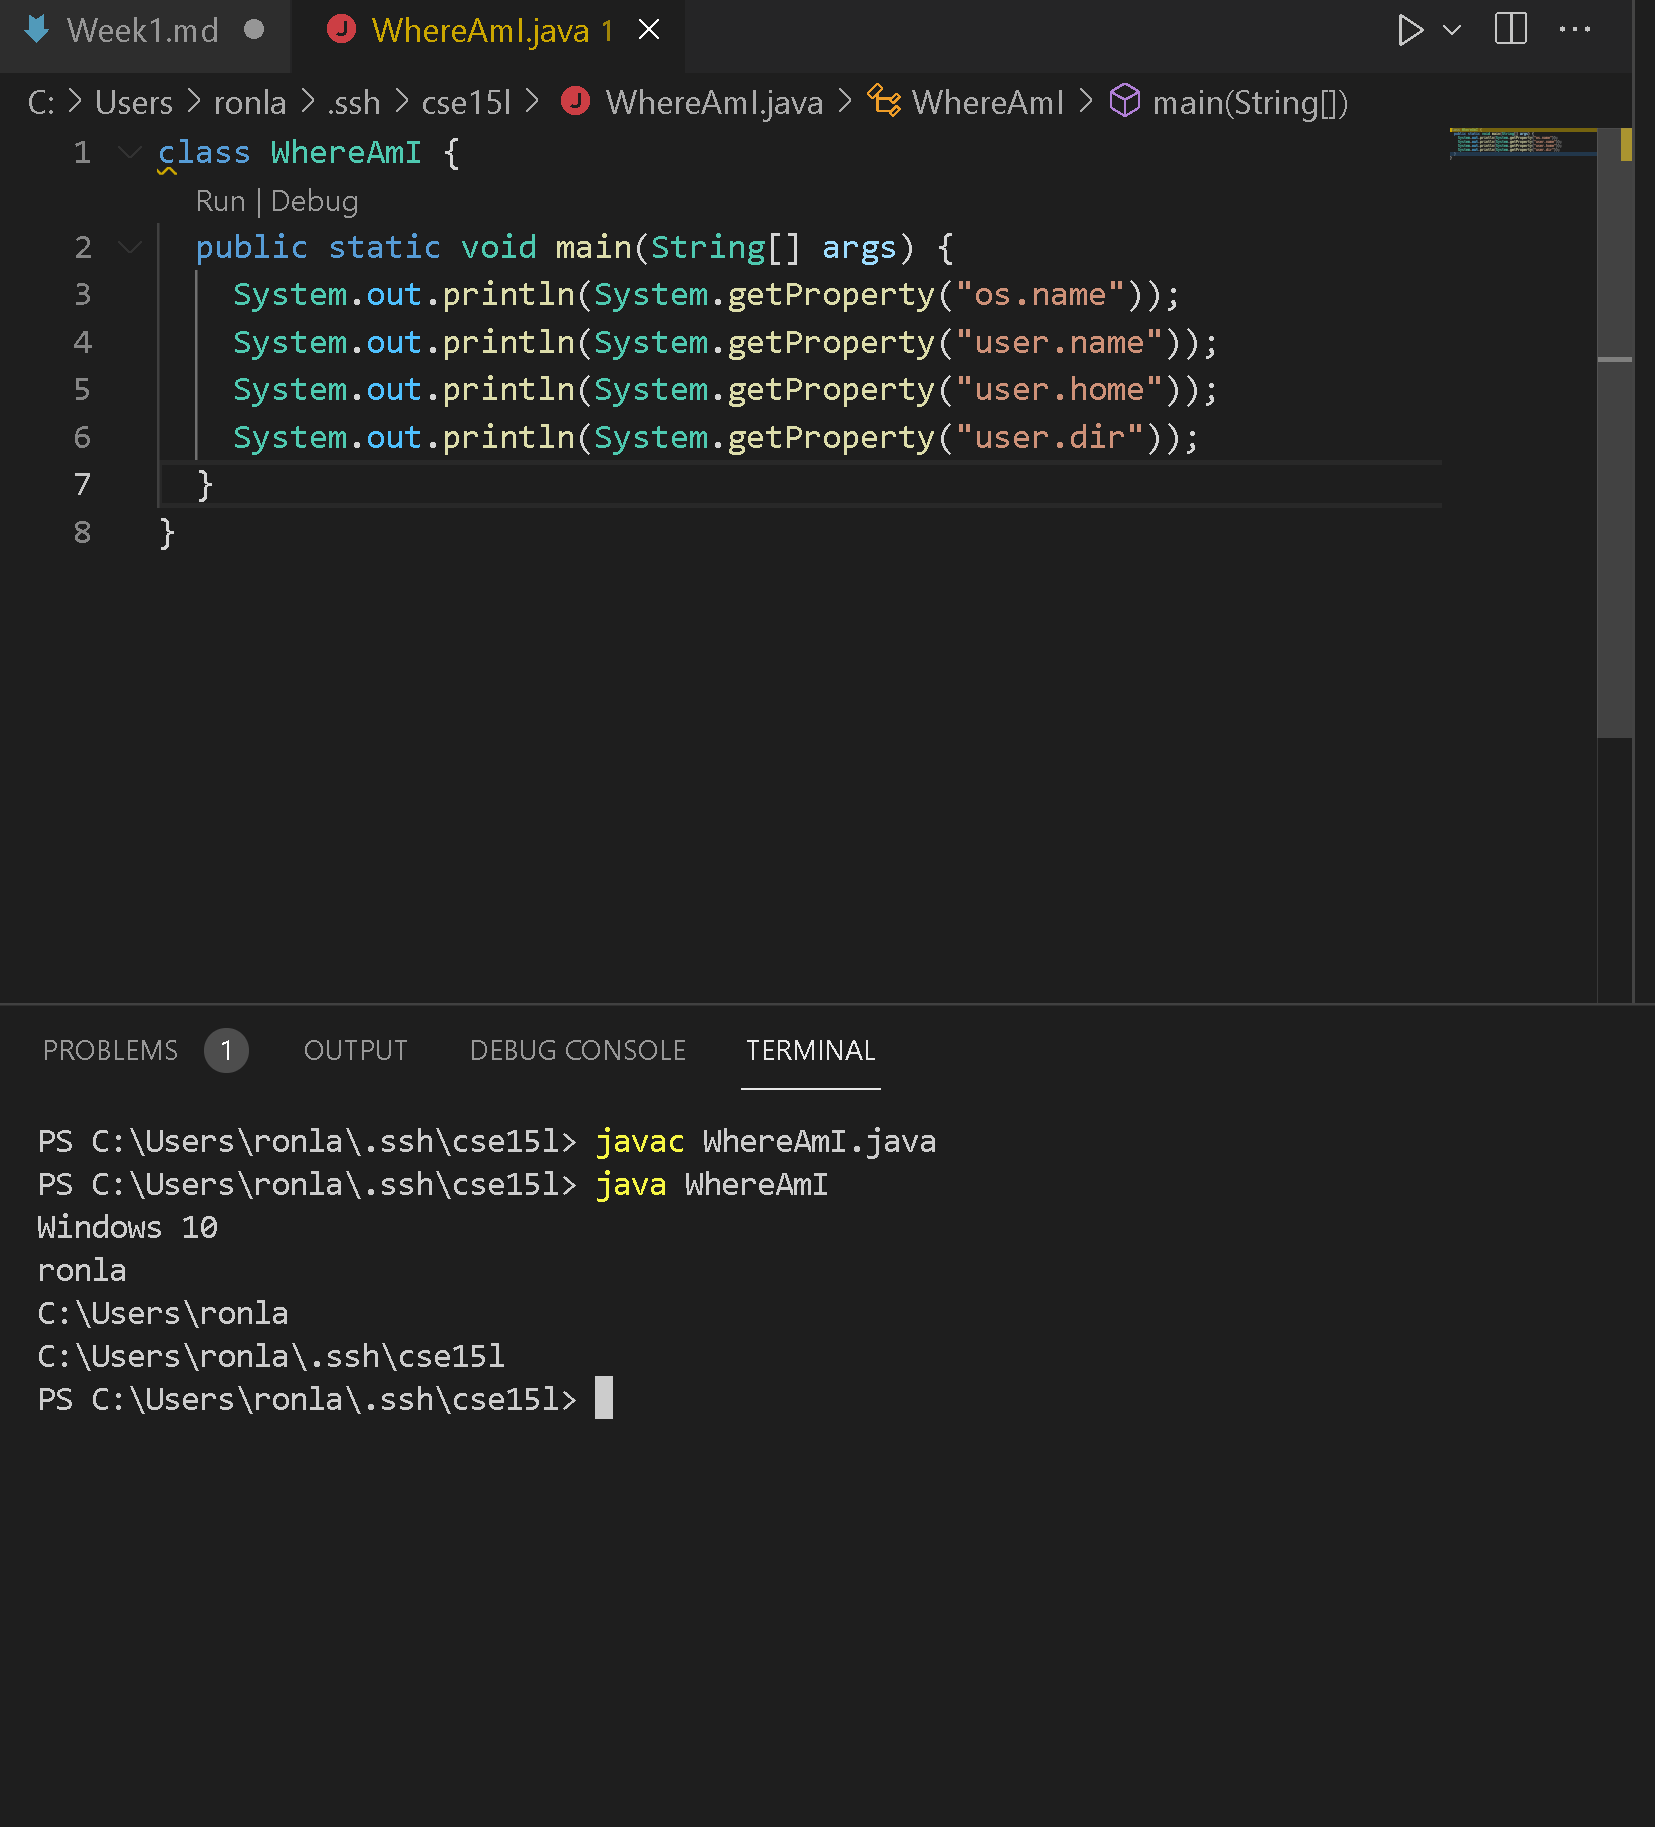 Week1.md
WhereAmI.java 1
C: > Users > ronla > .ssh > cse15l > WhereAmI.java > WhereAmI > main(String[])
1 class WhereAmI {
Run | Debug
2 public static void main(String[] args) {
3 System.out.println(System.getProperty("os.name"));
4 System.out.println(System.getProperty("user.name"));
5 System.out.println(System.getProperty("user.home"));
6 System.out.println(System.getProperty("user.dir"));
7 }
8 }
PROBLEMS 1 OUTPUT DEBUG CONSOLE TERMINAL
PS C:\Users\ronla\.ssh\cse15l> javac WhereAmI.java
PS C:\Users\ronla\.ssh\cse15l> java WhereAmI
Windows 10
ronla
C:\Users\ronla
C:\Users\ronla\.ssh\cse15l
PS C:\Users\ronla\.ssh\cse15l>